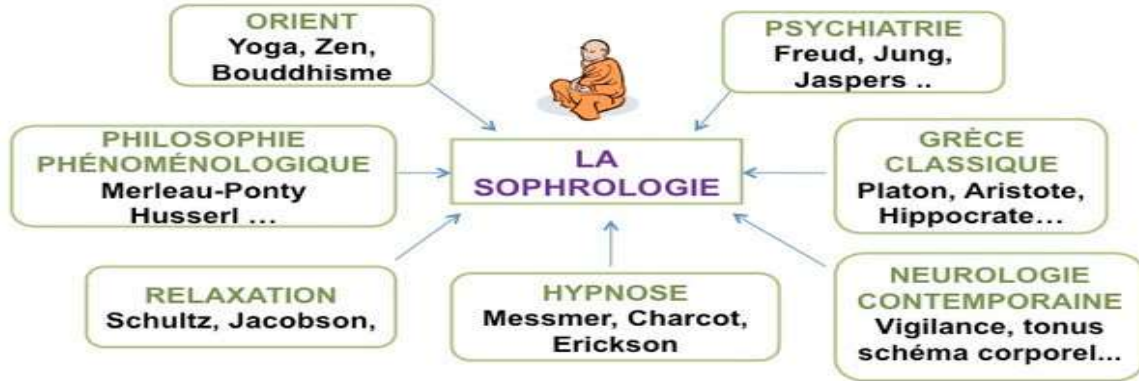 ORIENT
Yoga, Zen,
Bouddhisme
PSYCHIATRIE
Freud, Jung,
Jaspers ..
PHILOSOPHIE
PHÉNOMÉNOLOGIQUE
Merleau-Ponty
Husserl ...
LA
SOPHROLOGIE
GRÈCE
CLASSIQUE
Platon, Aristote,
Hippocrate...
RELAXATION
Schultz, Jacobson,
HYPNOSE
Messmer, Charcot,
Erickson
NEUROLOGIE
CONTEMPORAINE
Vigilance, tonus
schéma corporel...